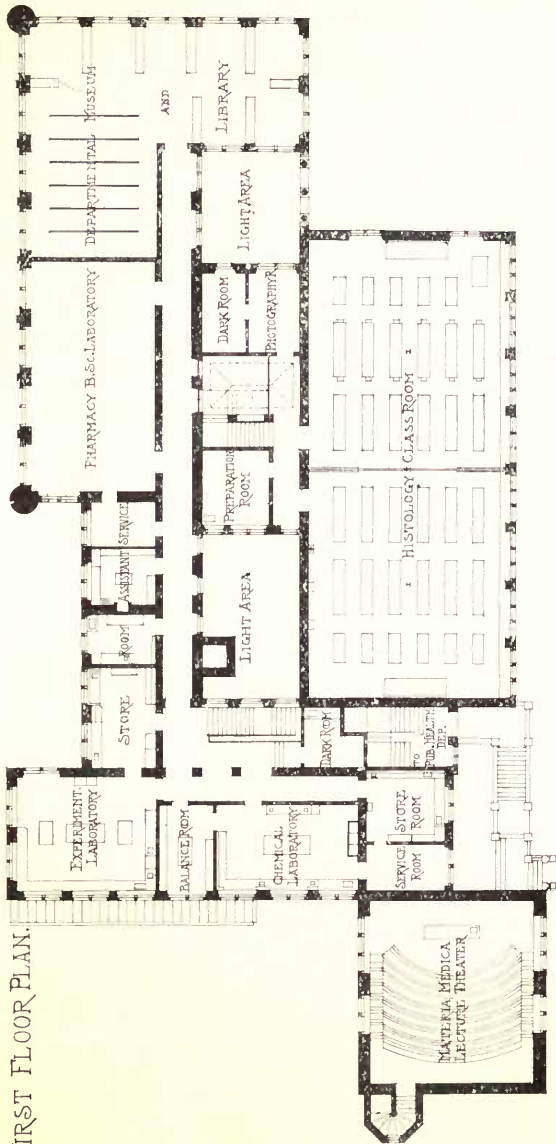 IRST FLOOR PLAN.
EXPERIMENT.
LABORATORY
STORE
ROOM
ASSISTANT
SERVICE
PHARMACY B.SC. LABORATORY
DEPARTMENTAL MUSEUM
AND
LIBRARY
BALANCE ROOM
CHEMICAL
LABORATORY
LIGHT AREA
PREPARATION
ROOM
DARK ROOM
PHOTOGRAPHY R.
LIGHT AREA
DARK ROOM
SERVICE
ROOM
STORE
ROOM
TO
PUB. HEALTH
DEP.
HISTOLOGY CLASS ROOM
MATERIA MEDICA
LECTURE THEATER